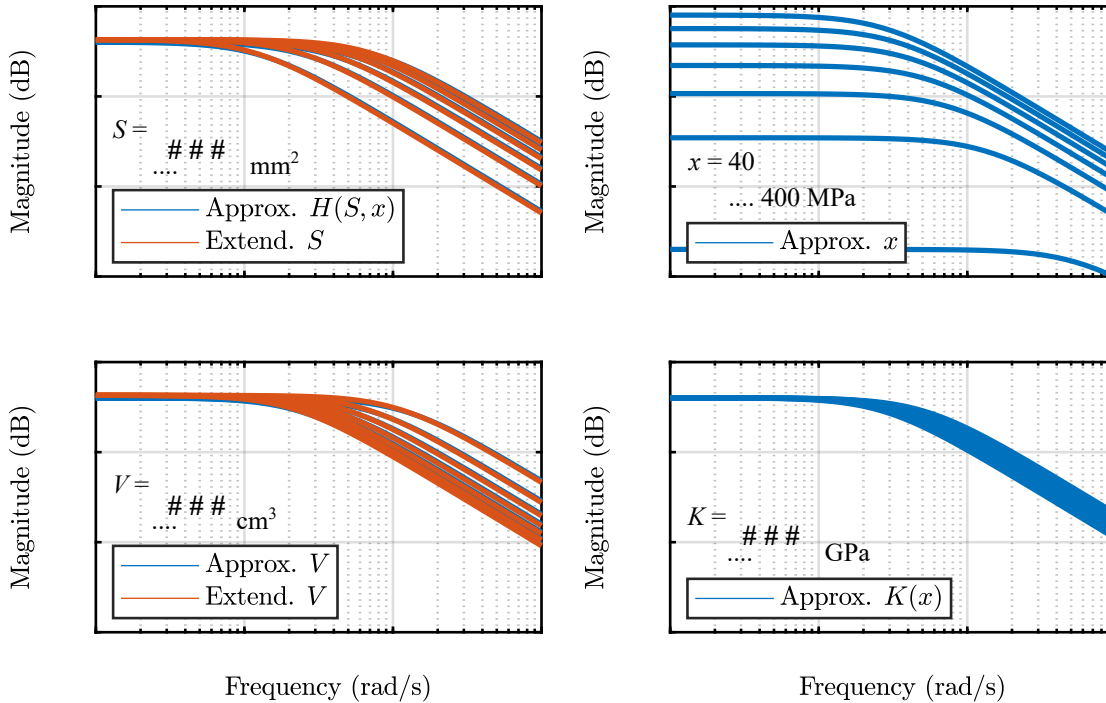 Magnitude (dB)
S =
# # #
.... mm²
Approx. H(S, x)
Extend. S
Magnitude (dB)
x = 40
.... 400 MPa
Approx. x
Magnitude (dB)
V =
# # #
.... cm³
Approx. V
Extend. V
Frequency (rad/s)
Magnitude (dB)
K =
# # #
.... GPa
Approx. K(x)
Frequency (rad/s)